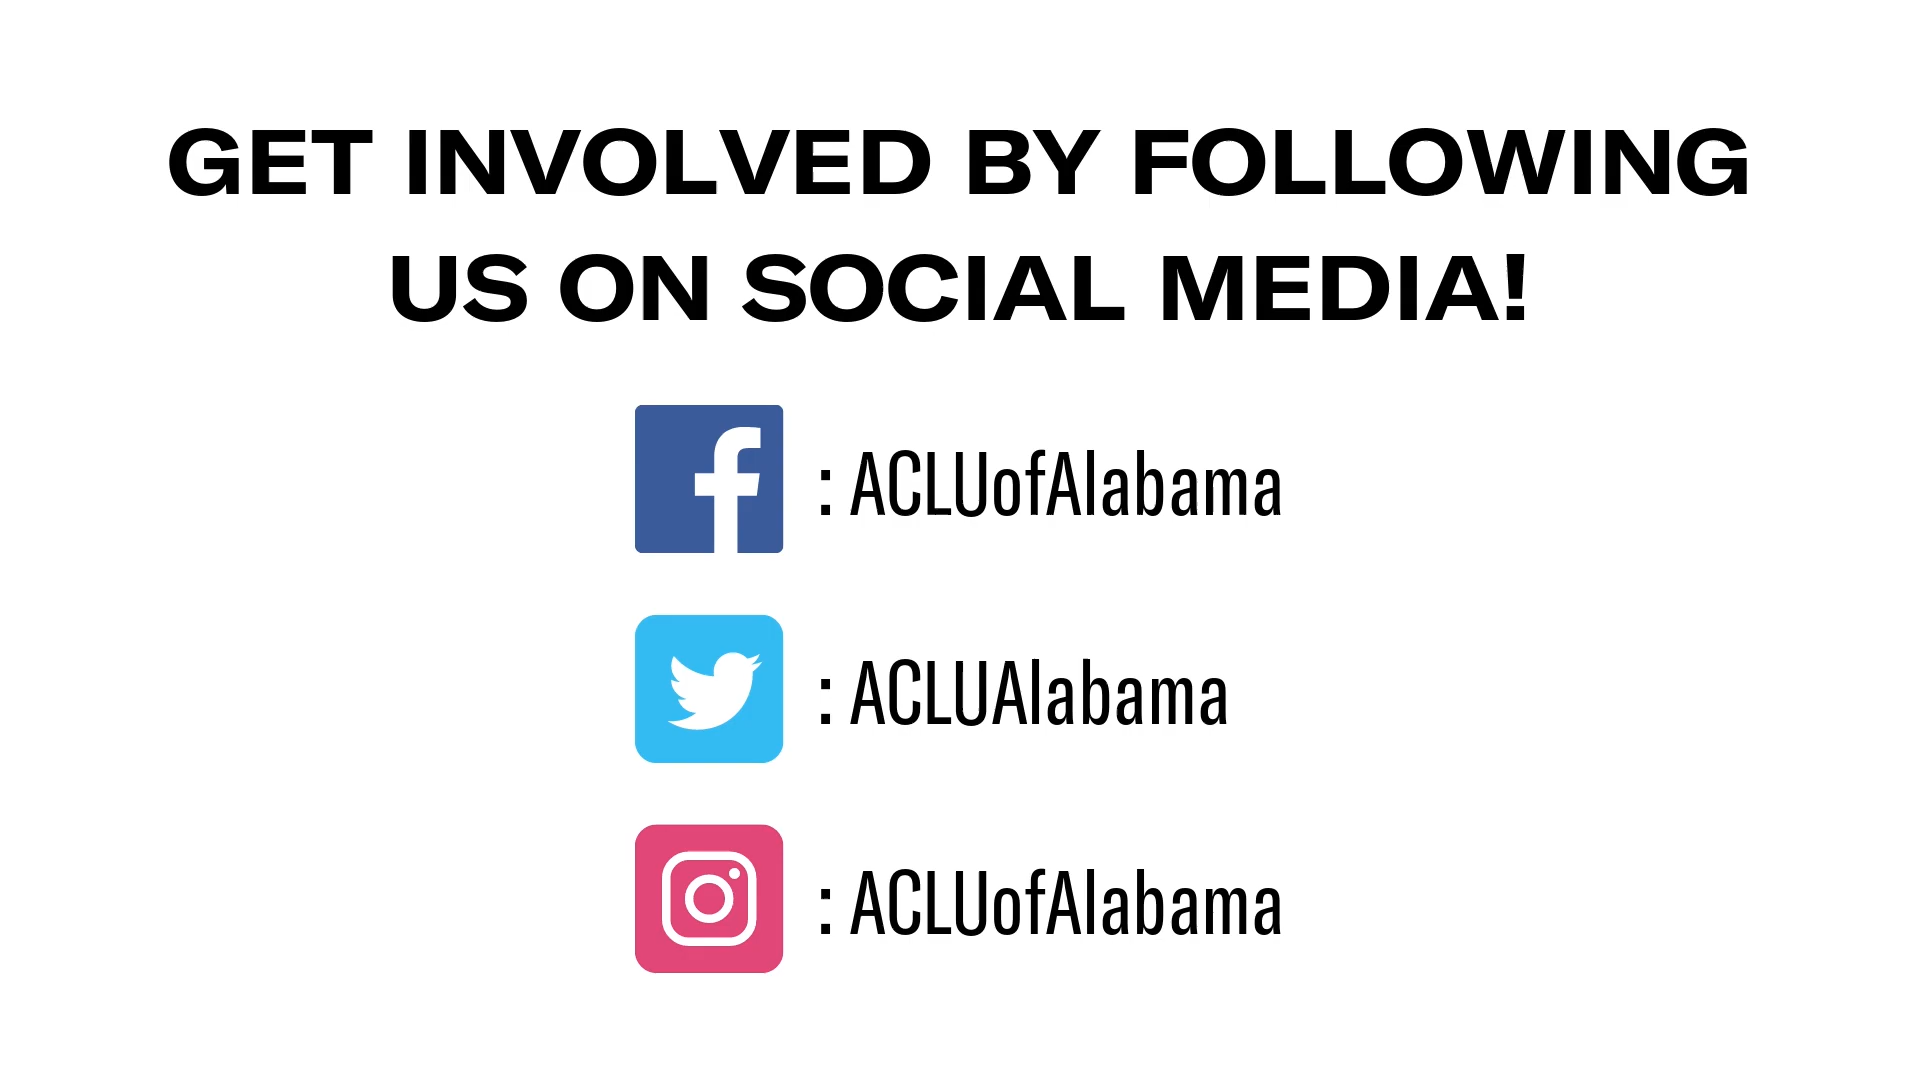 GET INVOLVED BY FOLLOWING
US ON SOCIAL MEDIA!
: ACLUofAlabama
: ACLUAlabama
: ACLUofAlabama